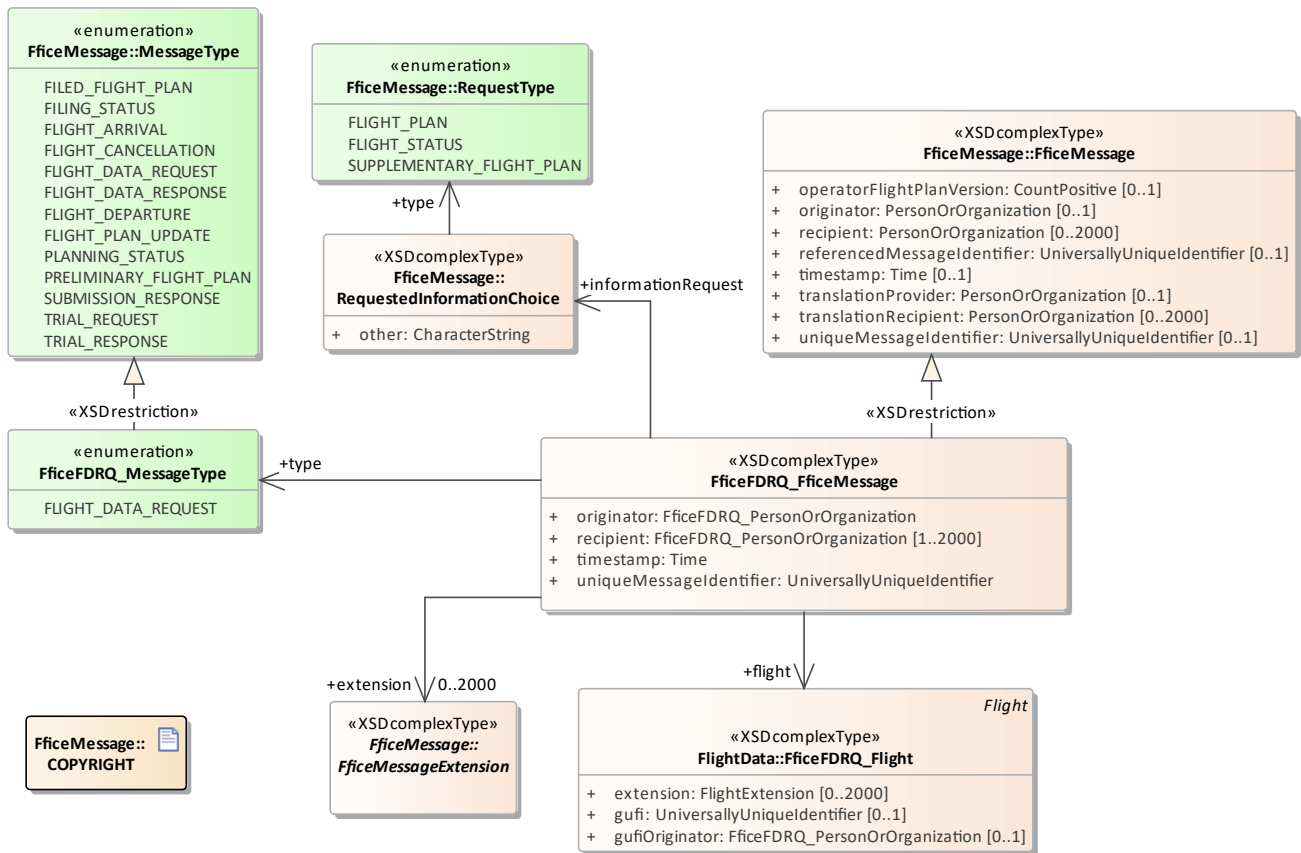 «enumeration»
FficeMessage::MessageType
FILED_FLIGHT_PLAN
FILING_STATUS
FLIGHT_ARRIVAL
FLIGHT_CANCELLATION
FLIGHT_DATA_REQUEST
FLIGHT_DATA_RESPONSE
FLIGHT_DEPARTURE
FLIGHT_PLAN_UPDATE
PLANNING_STATUS
PRELIMINARY_FLIGHT_PLAN
SUBMISSION_RESPONSE
TRIAL_REQUEST
TRIAL_RESPONSE
«enumeration»
FficeMessage::RequestType
FLIGHT_PLAN
FLIGHT_STATUS
SUPPLEMENTARY_FLIGHT_PLAN
+type
«XSDcomplexType»
FficeMessage::
RequestedInformationChoice
+ other: CharacterString
+informationRequest
«XSDcomplexType»
FficeMessage::FficeMessage
+ operatorFlightPlanVersion: CountPositive [0..1]
+ originator: PersonOrOrganization [0..1]
+ recipient: PersonOrOrganization [0..2000]
+ referencedMessageIdentifier: UniversallyUniqueIdentifier [0..1]
+ timestamp: Time [0..1]
+ translationProvider: PersonOrOrganization [0..1]
+ translationRecipient: PersonOrOrganization [0..2000]
+ uniqueMessageIdentifier: UniversallyUniqueIdentifier [0..1]
«XSDrestriction»
«XSDrestriction»
«enumeration»
FficeFDRQ_MessageType
FLIGHT_DATA_REQUEST
+type
«XSDcomplexType»
FficeFDRQ_FficeMessage
+ originator: FficeFDRQ_PersonOrOrganization
+ recipient: FficeFDRQ_PersonOrOrganization [1..2000]
+ timestamp: Time
+ uniqueMessageIdentifier: UniversallyUniqueIdentifier
+extension 0..2000
+flight
«XSDcomplexType»
FficeMessage::
FficeMessageExtension
Flight
«XSDcomplexType»
FlightData::FficeFDRQ_Flight
+ extension: FlightExtension [0..2000]
+ gufi: UniversallyUniqueIdentifier [0..1]
+ gufiOriginator: FficeFDRQ_PersonOrOrganization [0..1]
FficeMessage::
COPYRIGHT